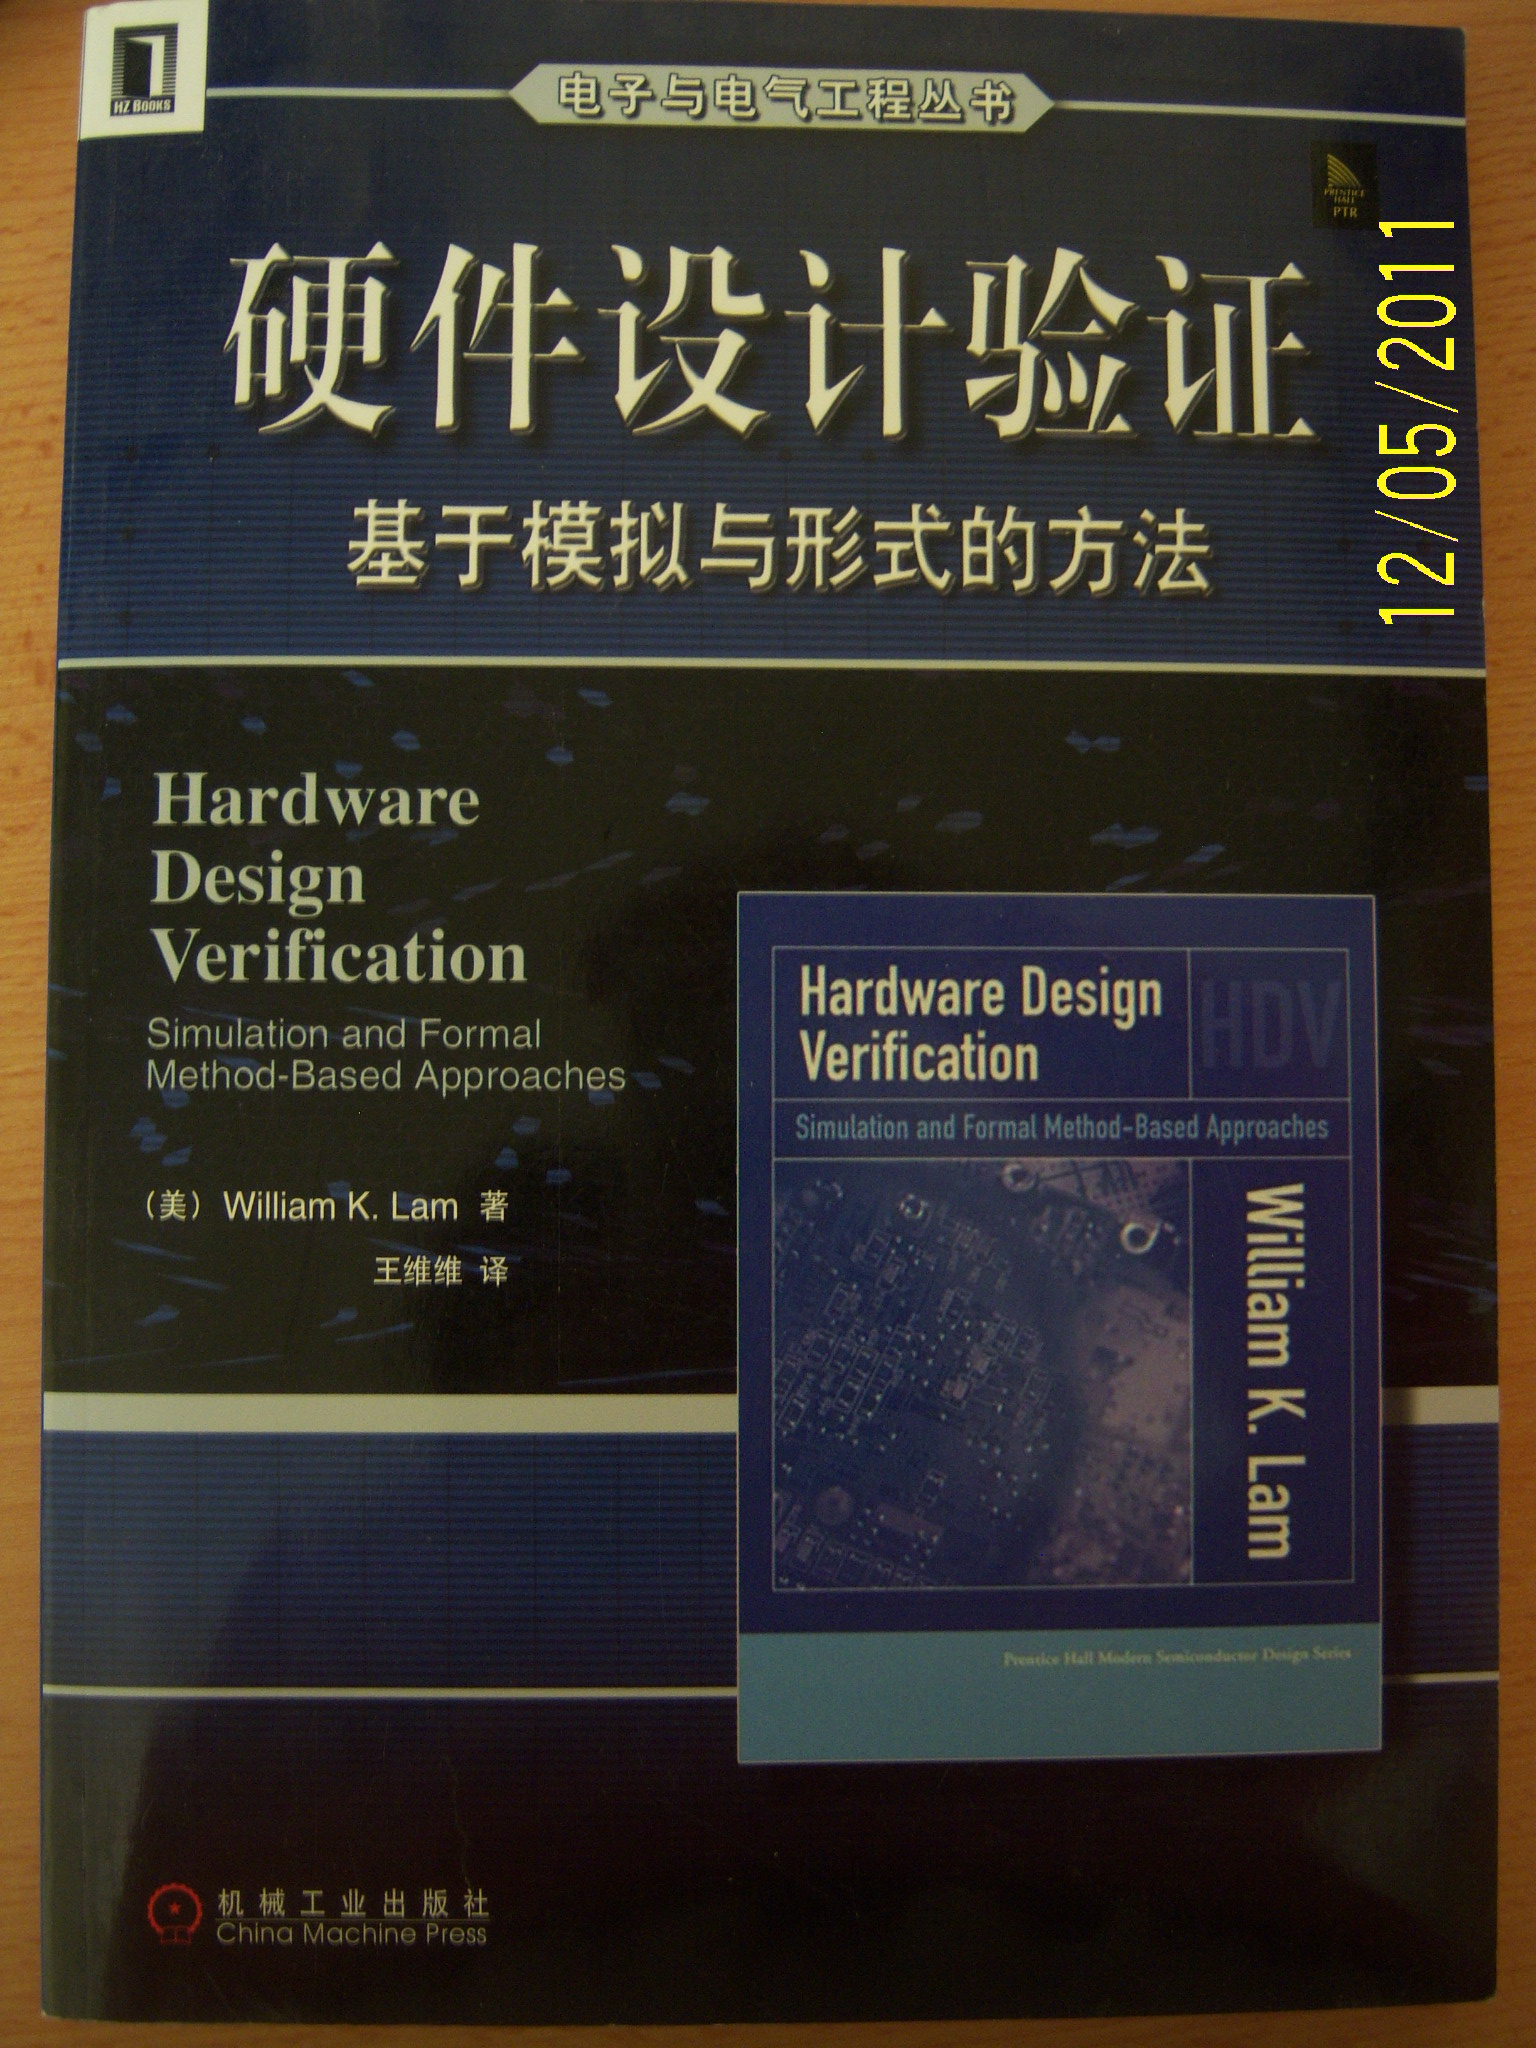 HZ BOOKS
电子与电气工程丛书
PRENTICE
HALL
PTR
硬件设计验证
基于模拟与形式的方法
12/05/2011
Hardware
Design
Verification
Simulation and Formal
Method-Based Approaches
（美） William K. Lam 著
王维维 译
Hardware Design
Verification
HDV
Simulation and Formal Method-Based Approaches
William K. Lam
Prentice Hall Modern Semiconductor Design Series
机械工业出版社
China Machine Press